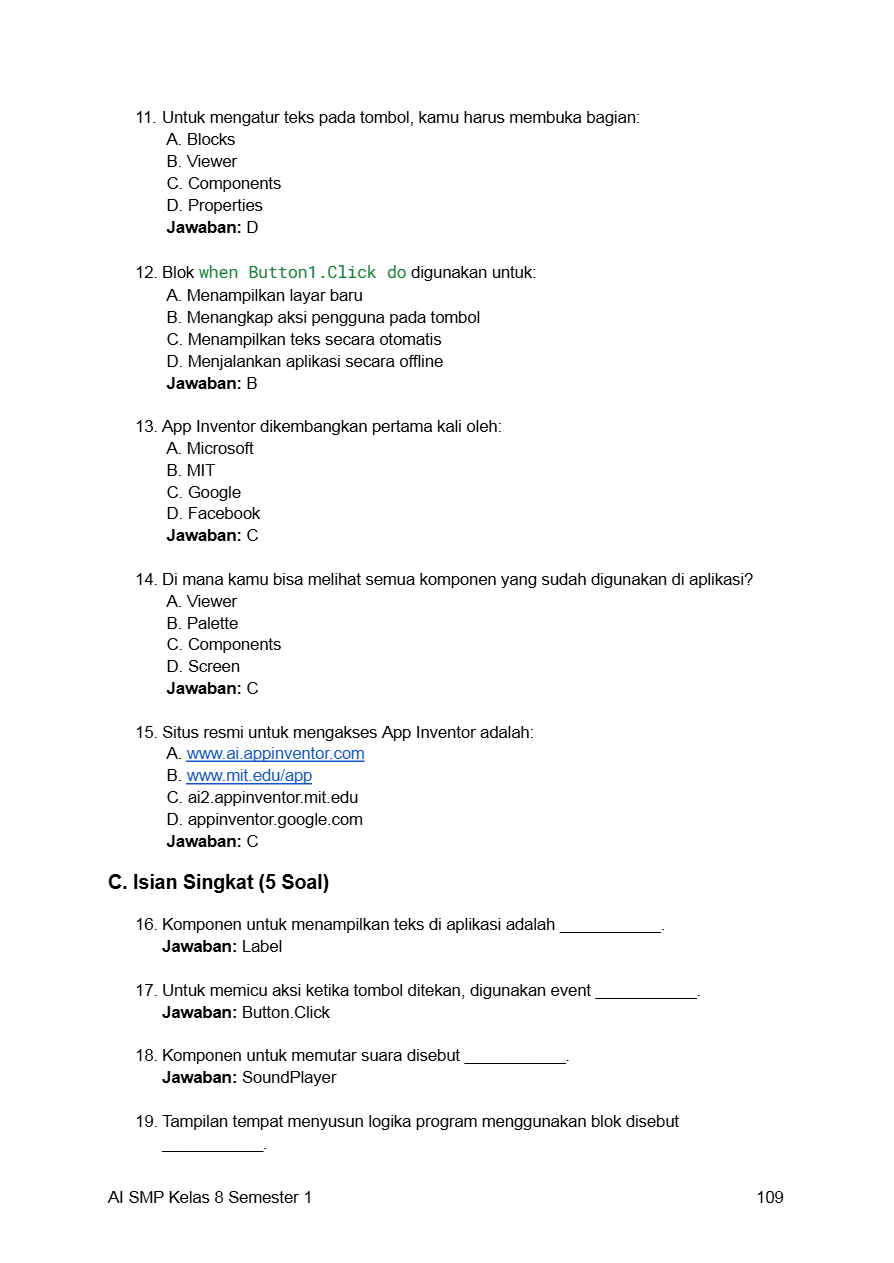 11. Untuk mengatur teks pada tombol, kamu harus membuka bagian:
A. Blocks
B. Viewer
C. Components
D. Properties
Jawaban: D
12. Blok when Button1.Click do digunakan untuk:
A. Menampilkan layar baru
B. Menangkap aksi pengguna pada tombol
C. Menampilkan teks secara otomatis
D. Menjalankan aplikasi secara offline
Jawaban: B
13. App Inventor dikembangkan pertama kali oleh:
A. Microsoft
B. MIT
C. Google
D. Facebook
Jawaban: C
14. Di mana kamu bisa melihat semua komponen yang sudah digunakan di aplikasi?
A. Viewer
B. Palette
C. Components
D. Screen
Jawaban: C
15. Situs resmi untuk mengakses App Inventor adalah:
A. www.ai.appinventor.com
B. www.mit.edu/app
C. ai2.appinventor.mit.edu
D. appinventor.google.com
Jawaban: C
C. Isian Singkat (5 Soal)
16. Komponen untuk menampilkan teks di aplikasi adalah ____________.
Jawaban: Label
17. Untuk memicu aksi ketika tombol ditekan, digunakan event ____________.
Jawaban: Button.Click
18. Komponen untuk memutar suara disebut ____________.
Jawaban: SoundPlayer
19. Tampilan tempat menyusun logika program menggunakan blok disebut
____________.
AI SMP Kelas 8 Semester 1 109